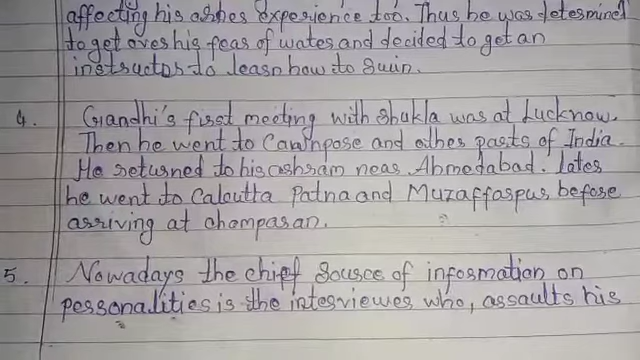 affecting his other experience too. Thus he was determined
to get over his fear of water and decided to get an
instructor to learn how to swim.
4. Gandhi's first meeting with Shukla was at Lucknow.
Then he went to Cawnpore and other parts of India.
He returned to his ashram near Ahmedabad. Later
he went to Calcutta Patna and Muzaffarpur before
arriving at champaran.
5. Nowadays the chief source of information on
personalities is the interviewer who, assaults his